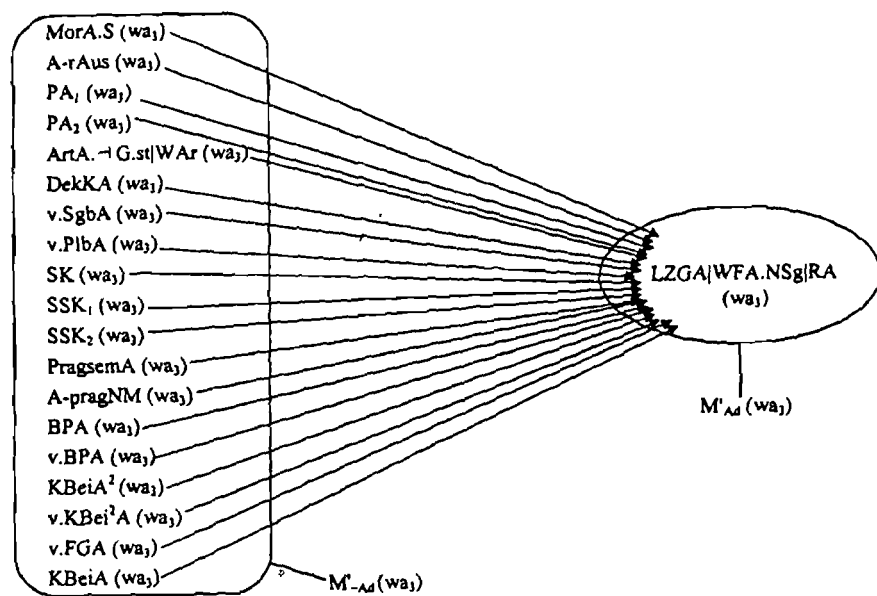 MorA.S (wa₃)
A-rAus (wa₃)
PA₁ (wa₃)
PA₂ (wa₃)
ArtA.⊣ G.st|WAr (wa₃)
DekKA (wa₃)
v.SgbA (wa₃)
v.PlbA (wa₃)
SK (wa₃)
SSK₁ (wa₃)
SSK₂ (wa₃)
PragsemA (wa₃)
A-pragNM (wa₃)
BPA (wa₃)
v.BPA (wa₃)
KBeiA² (wa₃)
v.KBei²A (wa₃)
v.FGA (wa₃)
KBeiA (wa₃)
M'₋Ad (wa₃)
LZGA|WFA.NSg|RA
(wa₃)
M'Ad (wa₃)